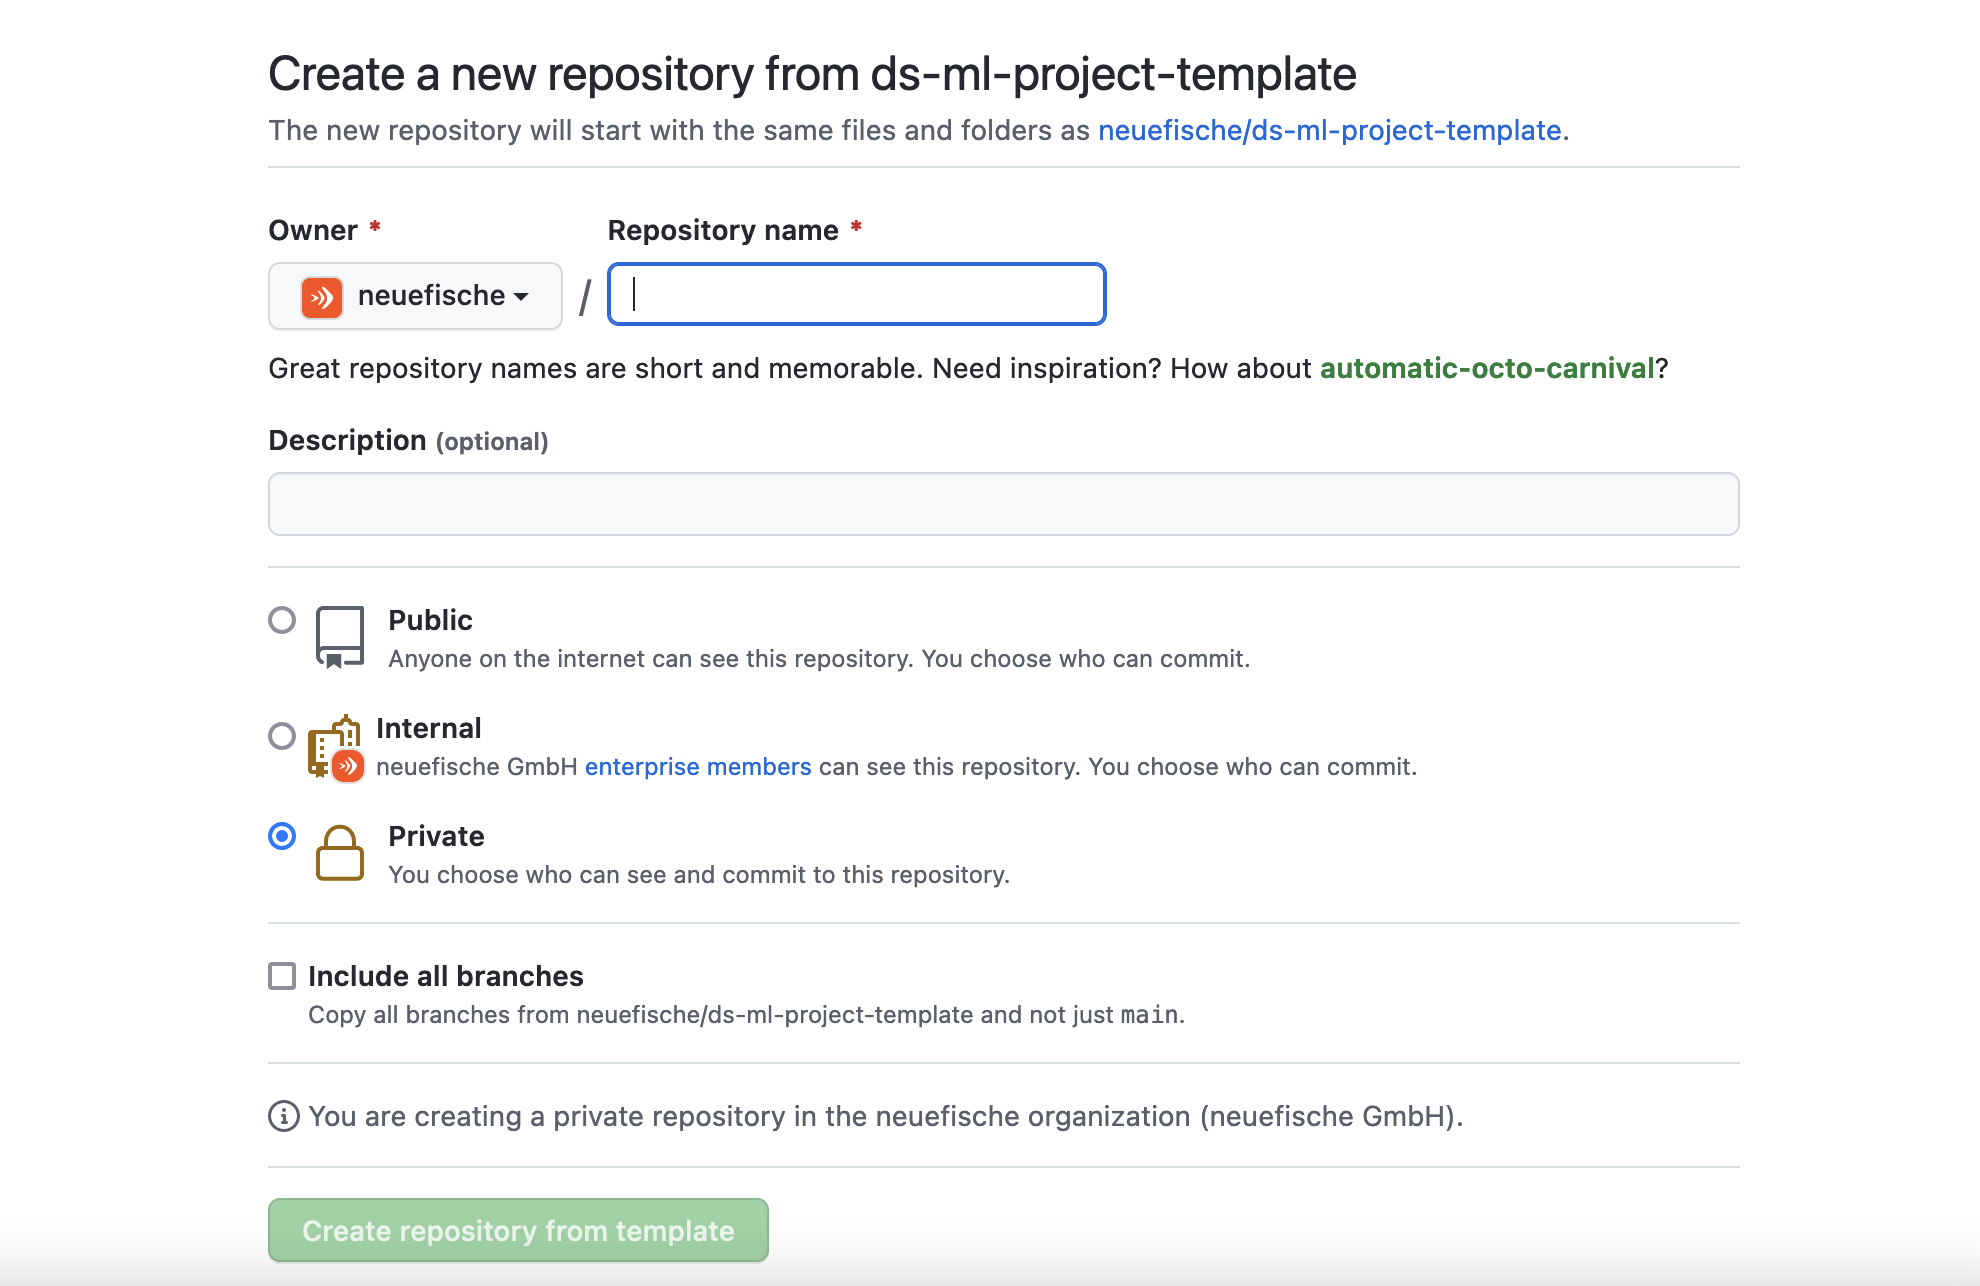 Create a new repository from ds-ml-project-template
The new repository will start with the same files and folders as neuefische/ds-ml-project-template.
Owner * Repository name *
neuefische /
Great repository names are short and memorable. Need inspiration? How about automatic-octo-carnival?
Description (optional)
Public
Anyone on the internet can see this repository. You choose who can commit.
Internal
neuefische GmbH enterprise members can see this repository. You choose who can commit.
Private
You choose who can see and commit to this repository.
Include all branches
Copy all branches from neuefische/ds-ml-project-template and not just main.
You are creating a private repository in the neuefische organization (neuefische GmbH).
Create repository from template